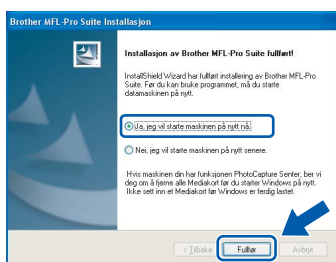 Brother MFL-Pro Suite Installasjon
Installasjon av Brother MFL-Pro Suite fullført!
InstallShield Wizard har fullført installering av Brother MFL-Pro
Suite. Før du kan bruke programmet, må du starte
datamaskinen på nytt.
Ja, jeg vil starte maskinen på nytt nå.
Nei, jeg vil starte maskinen på nytt senere.
Hvis maskinen din har funksjonen PhotoCapture Senter, ber vi
deg om å fjerne alle Mediakort før du starter Windows på nytt.
Ikke sett inn et Mediakort før Windows er ferdig lastet.
< Tilbake
Fullfør
Avbryt